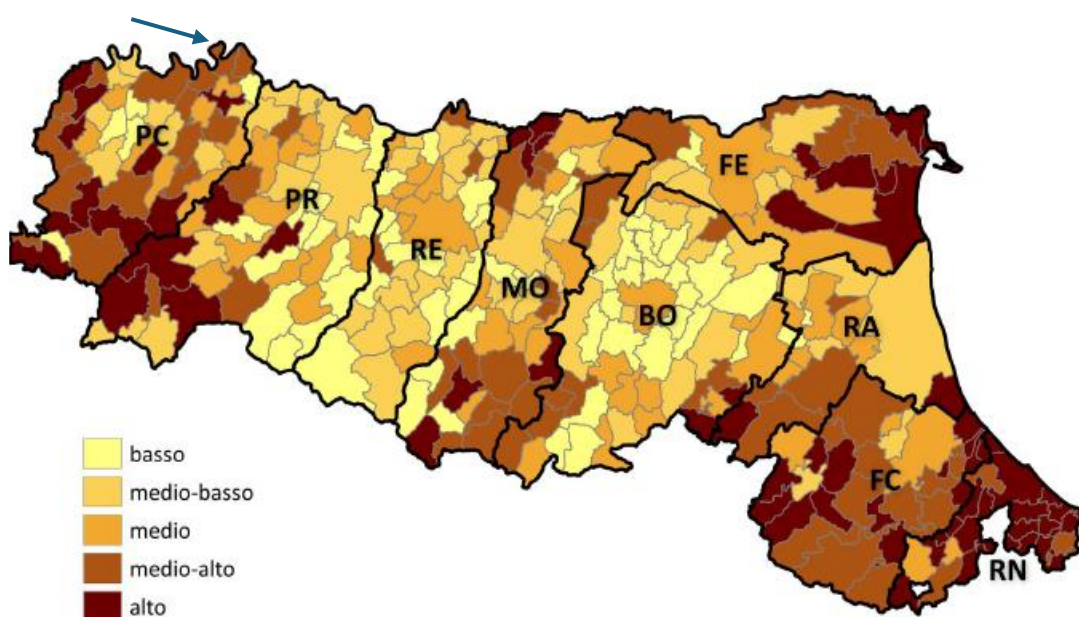 PC
FE
PR
RE
MO
BO
RA
FC
RN
basso
medio-basso
medio
medio-alto
alto